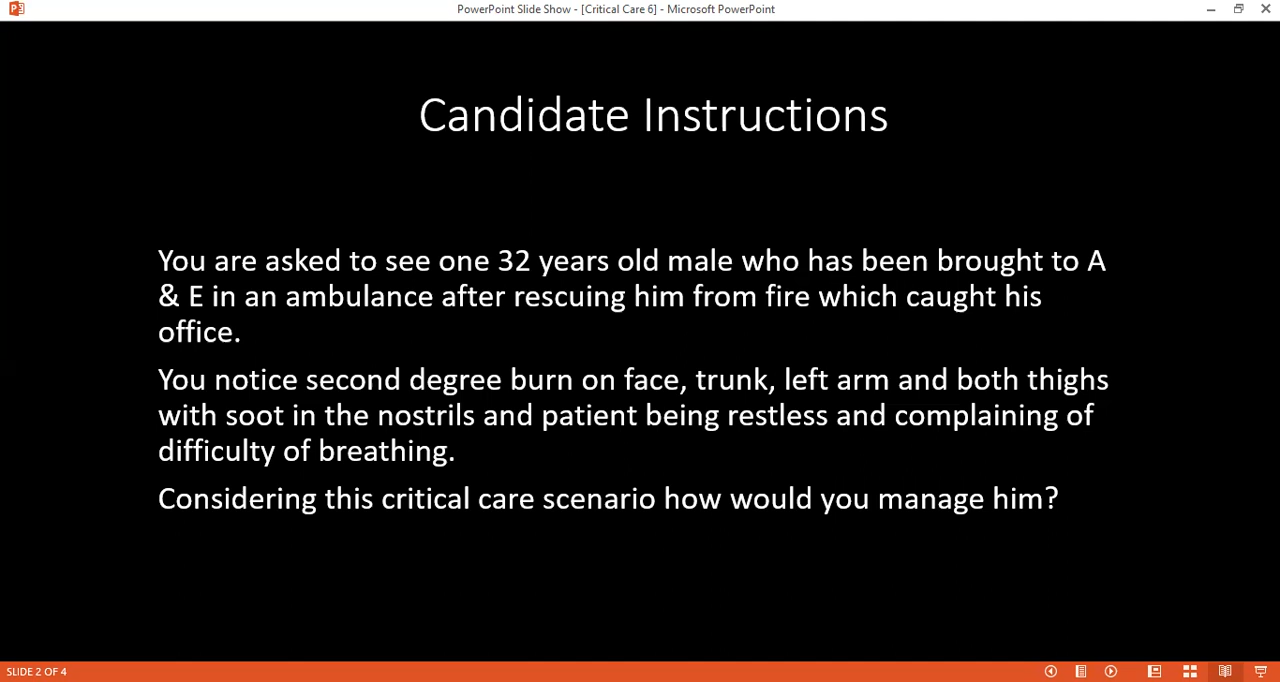 PowerPoint Slide Show - [Critical Care 6] - Microsoft PowerPoint
Candidate Instructions
You are asked to see one 32 years old male who has been brought to A
& E in an ambulance after rescuing him from fire which caught his
office.
You notice second degree burn on face, trunk, left arm and both thighs
with soot in the nostrils and patient being restless and complaining of
difficulty of breathing.
Considering this critical care scenario how would you manage him?
SLIDE 2 OF 4